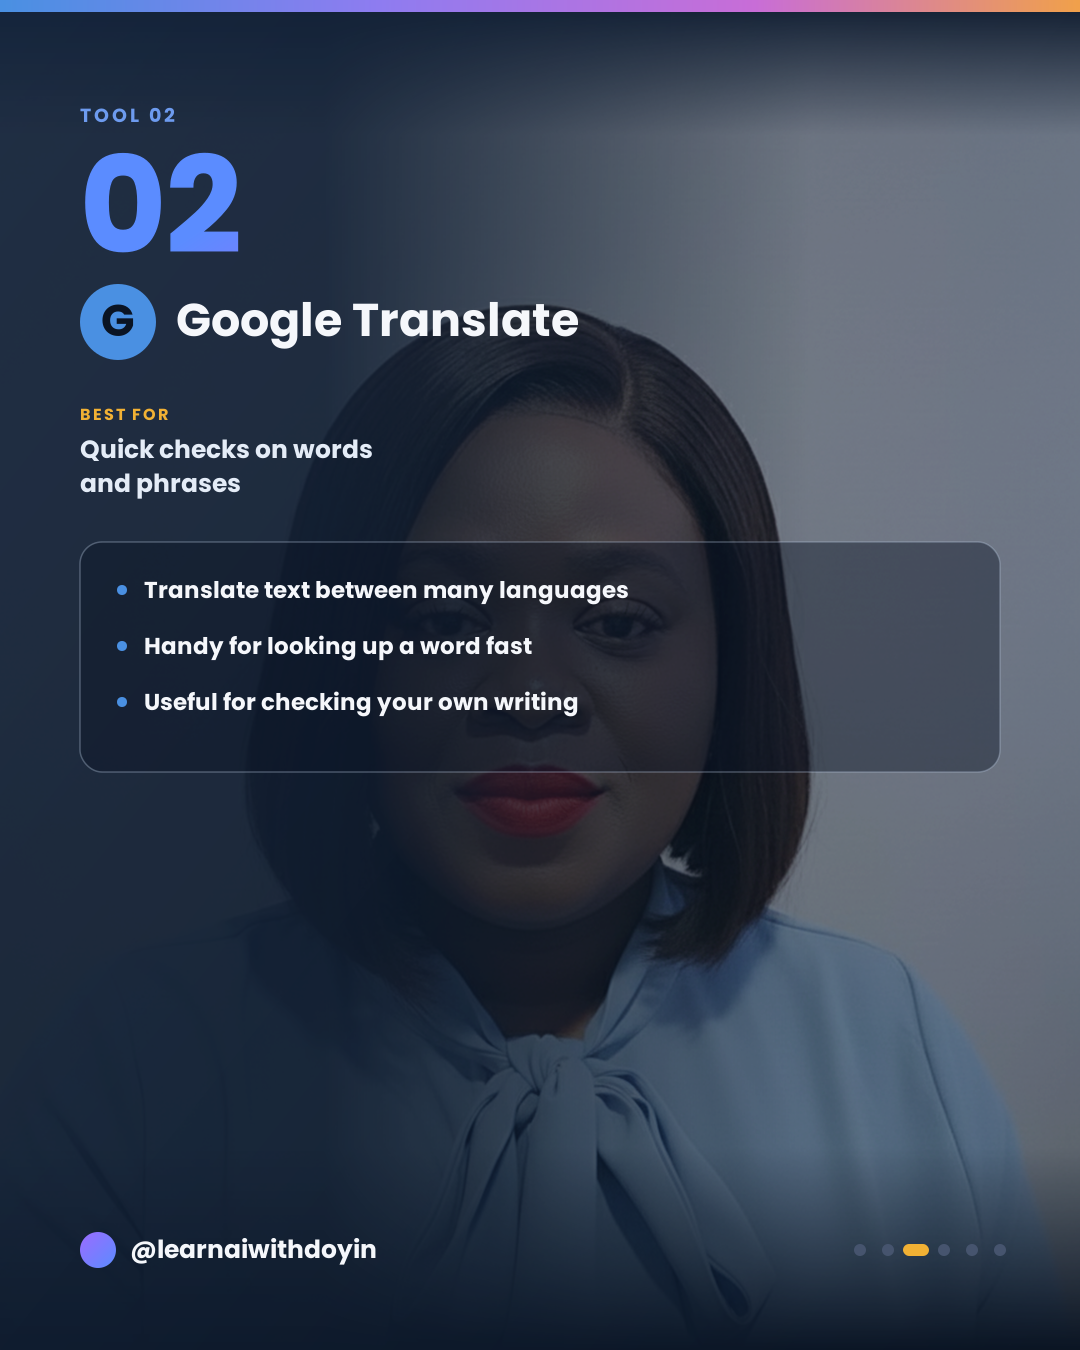 TOOL 02
02
G Google Translate
BEST FOR
Quick checks on words
and phrases
Translate text between many languages
Handy for looking up a word fast
Useful for checking your own writing
@learnaiwithdoyin